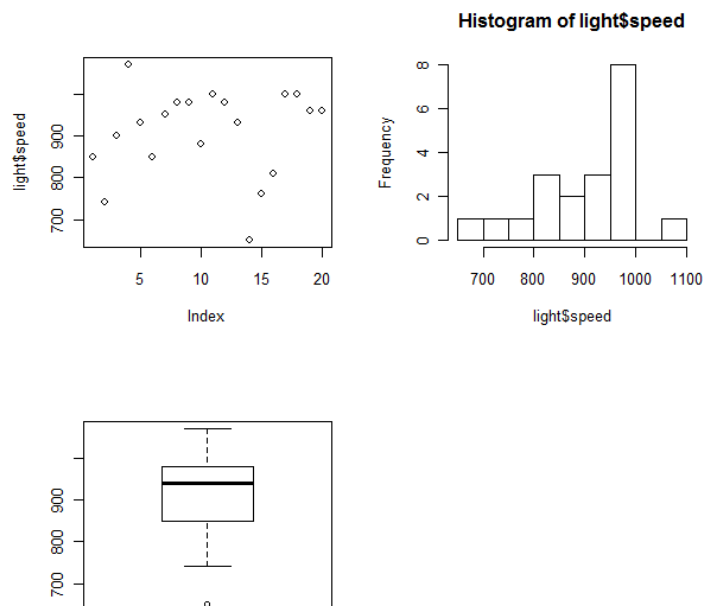 light$speed
700 800 900
5 10 15 20
Index
Histogram of light$speed
Frequency
0 2 4 6 8
700 800 900 1000 1100
light$speed
700 800 900